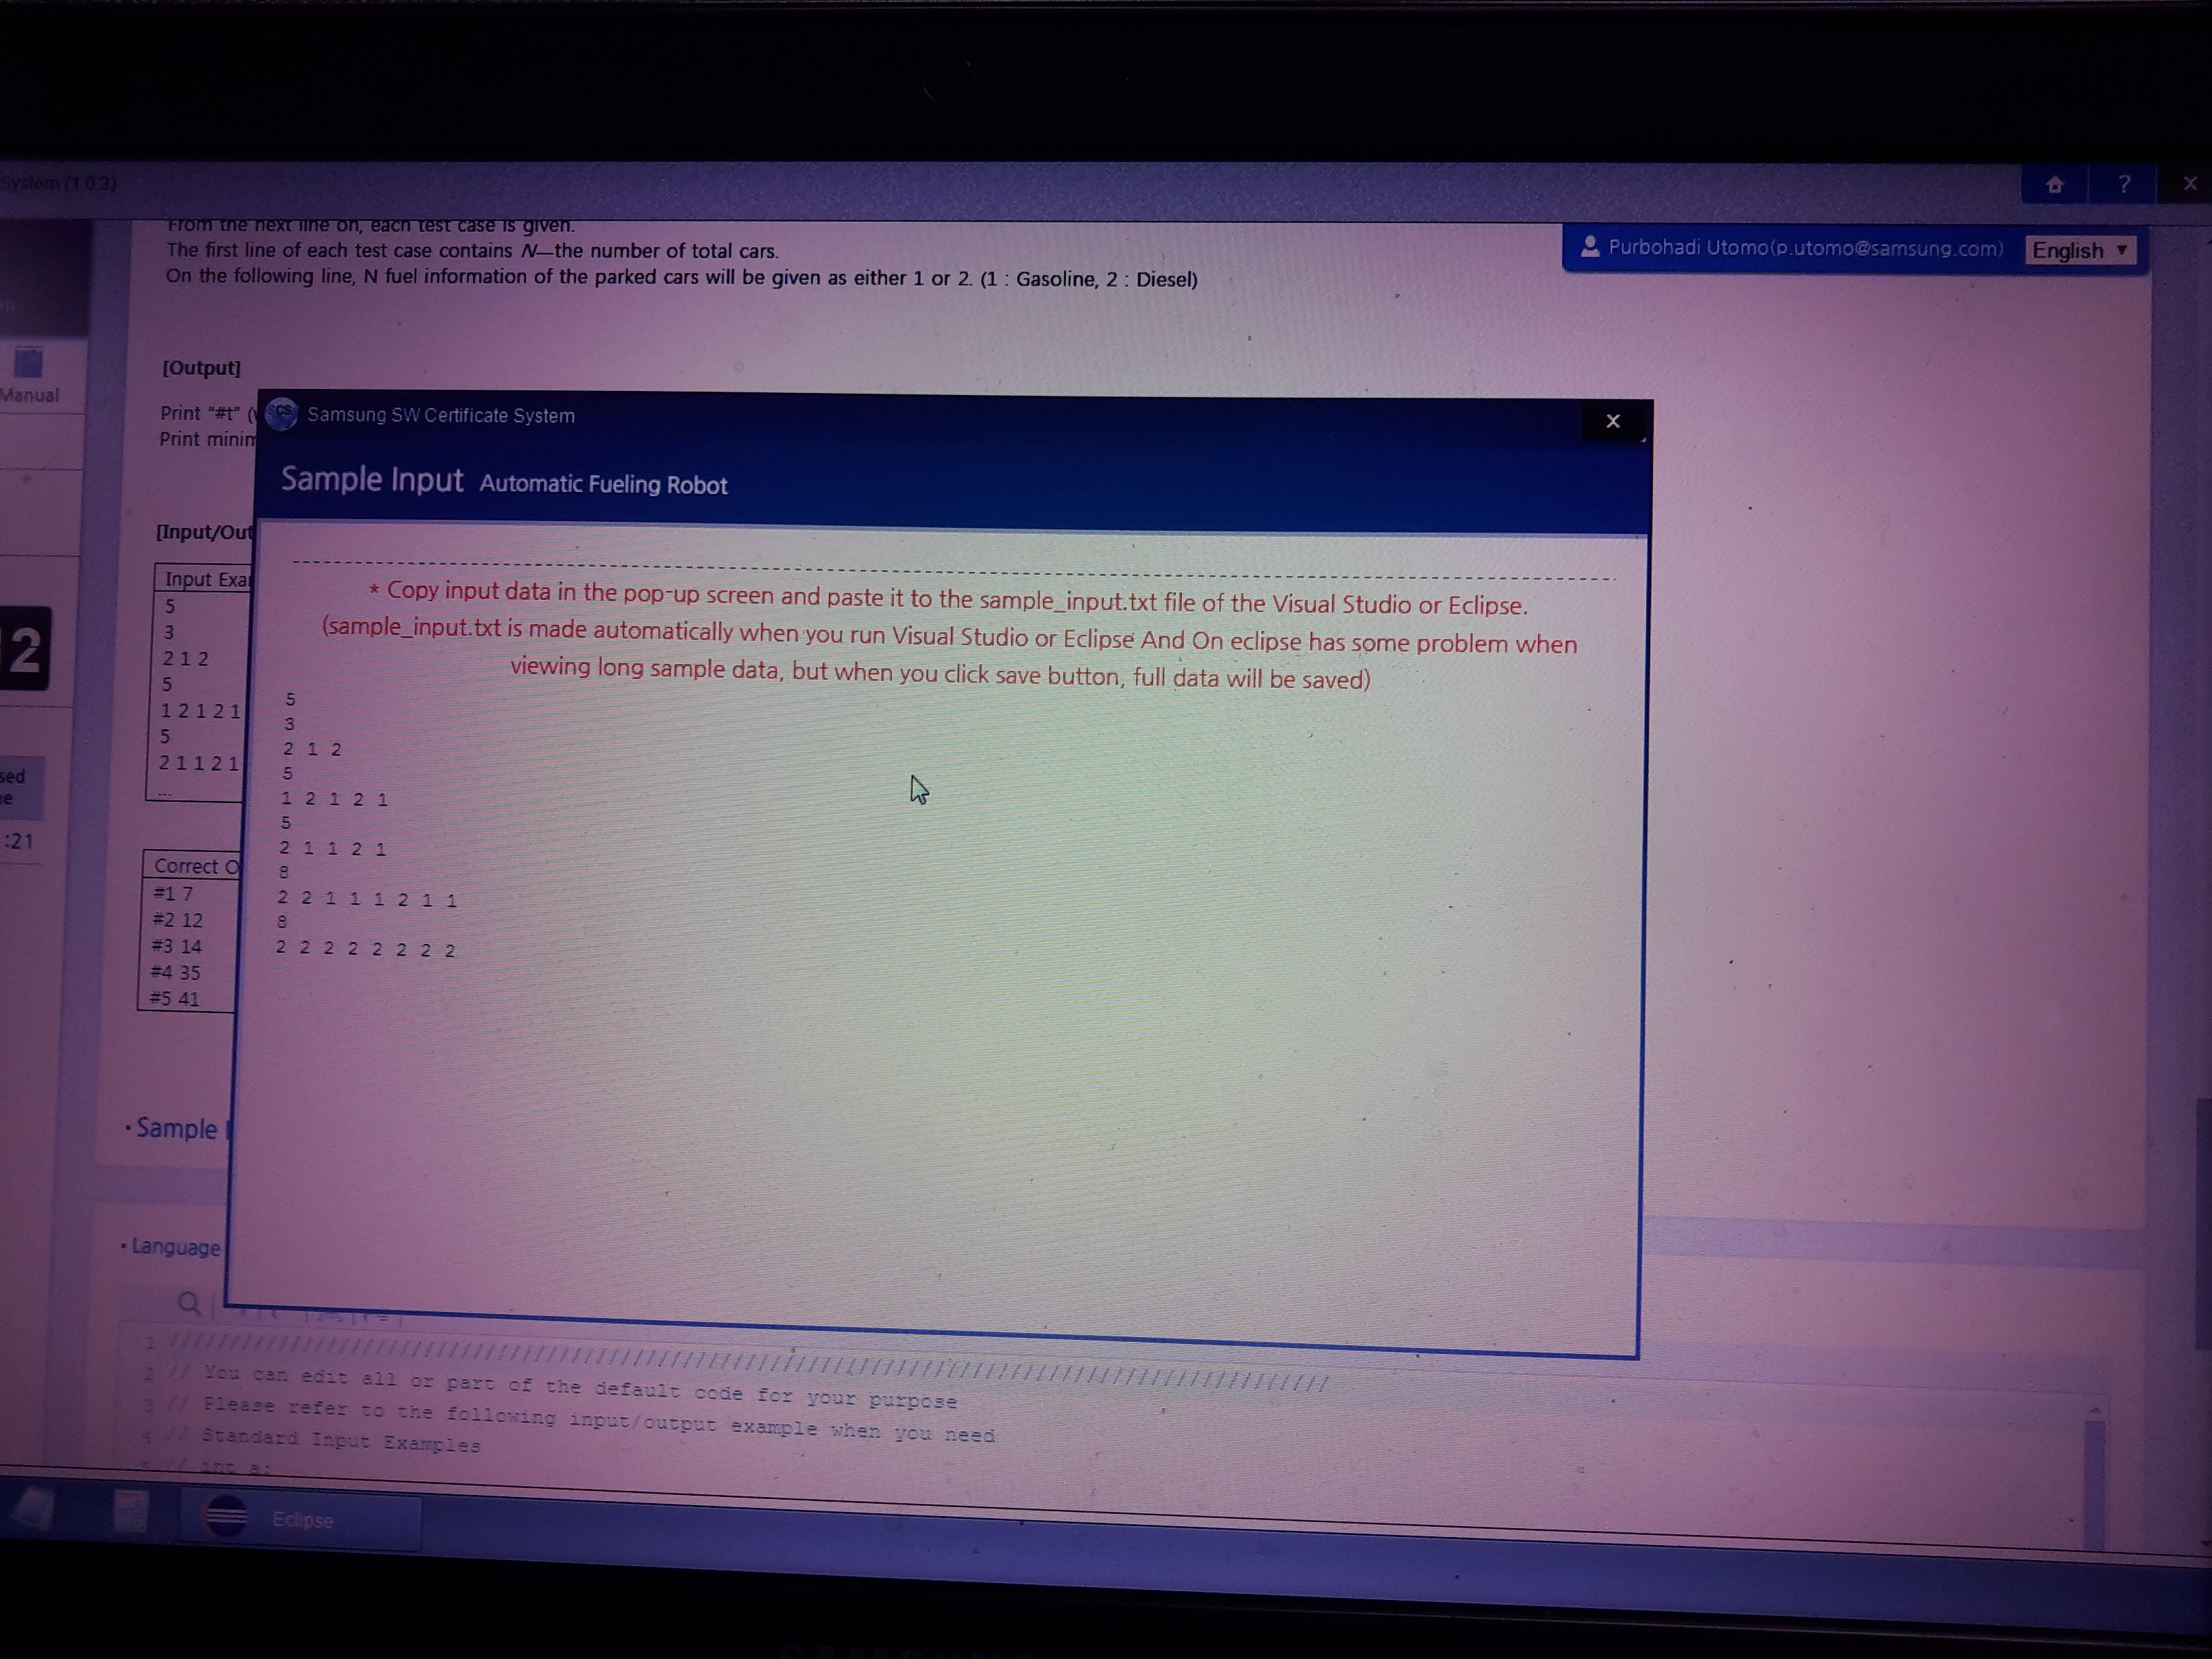 System (1.0.3)
?
From the next line on, each test case is given.
The first line of each test case contains N—the number of total cars.
On the following line, N fuel information of the parked cars will be given as either 1 or 2. (1 : Gasoline, 2 : Diesel)
Purbohadi Utomo(p.utomo@samsung.com)
English
Manual
[Output]
Print "#t" (
Print minim
[Input/Out
Input Exa
5
3
2 1 2
5
1 2 1 2 1
5
2 1 1 2 1
...
2
sed
:21
Correct O
#1 7
#2 12
#3 14
#4 35
#5 41
SCS
Samsung SW Certificate System
x
Sample Input Automatic Fueling Robot
* Copy input data in the pop-up screen and paste it to the sample_input.txt file of the Visual Studio or Eclipse.
(sample_input.txt is made automatically when you run Visual Studio or Eclipse And On eclipse has some problem when
viewing long sample data, but when you click save button, full data will be saved)
5
3
2 1 2
5
1 2 1 2 1
5
2 1 1 2 1
8
2 2 1 1 1 2 1 1
8
2 2 2 2 2 2 2 2
• Sample
• Language
1 ////////////////////////////////////////////////////////////////////////////////////////////
2 // You can edit all or part of the default code for your purpose
3 // Please refer to the following input/output example when you need
4 // Standard Input Examples
5 // int a;
Eclipse